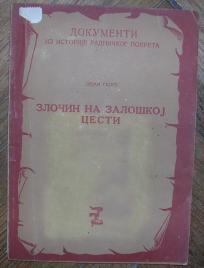 ДОКУМЕНТИ
ИЗ ИСТОРИЈЕ РАДНИЧКОГ ПОКРЕТА
ЗЛОЧИН НА ЗАЛОШКОЈ
ЦЕСТИ